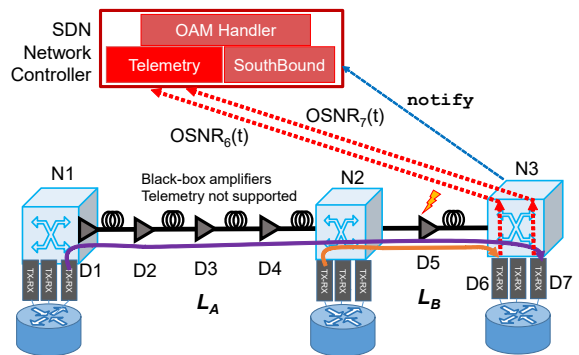 SDN
Network
Controller
OAM Handler
Telemetry
SouthBound
OSNR6(t)
OSNR7(t)
notify
N1
Black-box amplifiers
Telemetry not supported
N2
N3
D1
D2
D3
D4
D5
D6
D7
TX-RX
TX-RX
TX-RX
TX-RX
TX-RX
TX-RX
TX-RX
TX-RX
TX-RX
LA
LB